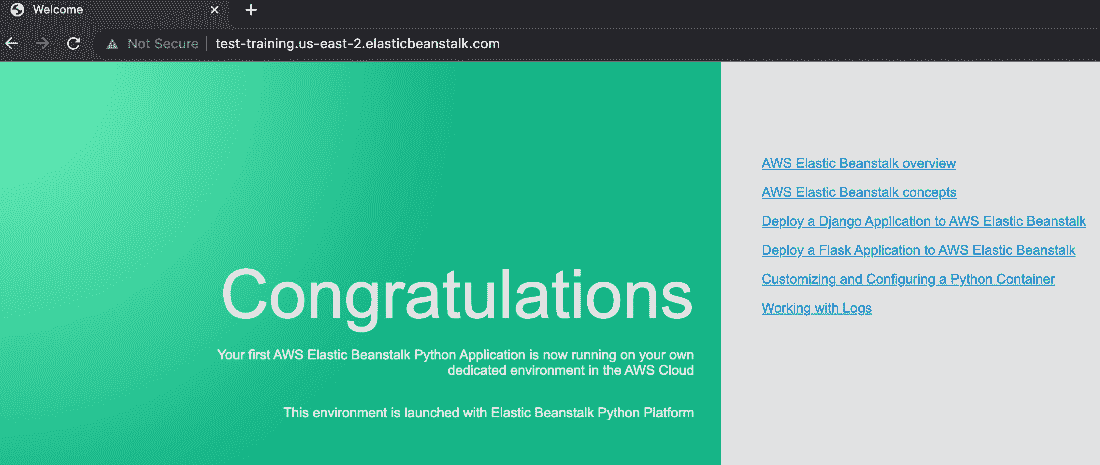 Welcome
Not Secure
test-training.us-east-2.elasticbeanstalk.com
Congratulations
Your first AWS Elastic Beanstalk Python Application is now running on your own
dedicated environment in the AWS Cloud
This environment is launched with Elastic Beanstalk Python Platform
AWS Elastic Beanstalk overview
AWS Elastic Beanstalk concepts
Deploy a Django Application to AWS Elastic Beanstalk
Deploy a Flask Application to AWS Elastic Beanstalk
Customizing and Configuring a Python Container
Working with Logs